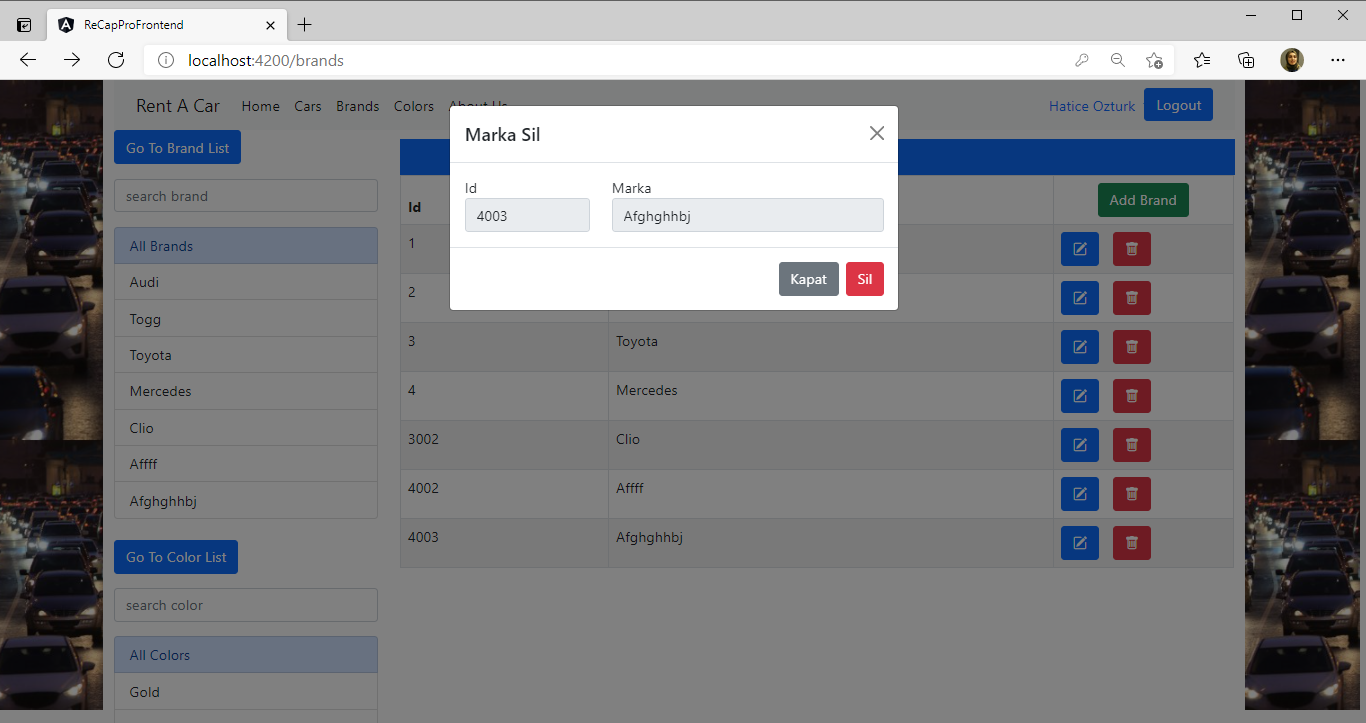 ReCapProFrontend
localhost:4200/brands
Rent A Car Home Cars Brands Colors About Us Hatice Ozturk Logout
Go To Brand List
search brand
All Brands
Audi
Togg
Toyota
Mercedes
Clio
Affff
Afghghhbj
Go To Color List
search color
All Colors
Gold
Marka Sil
Id Marka
4003 Afghghhbj
Kapat Sil
Id Add Brand
1
2
3 Toyota
4 Mercedes
3002 Clio
4002 Affff
4003 Afghghhbj